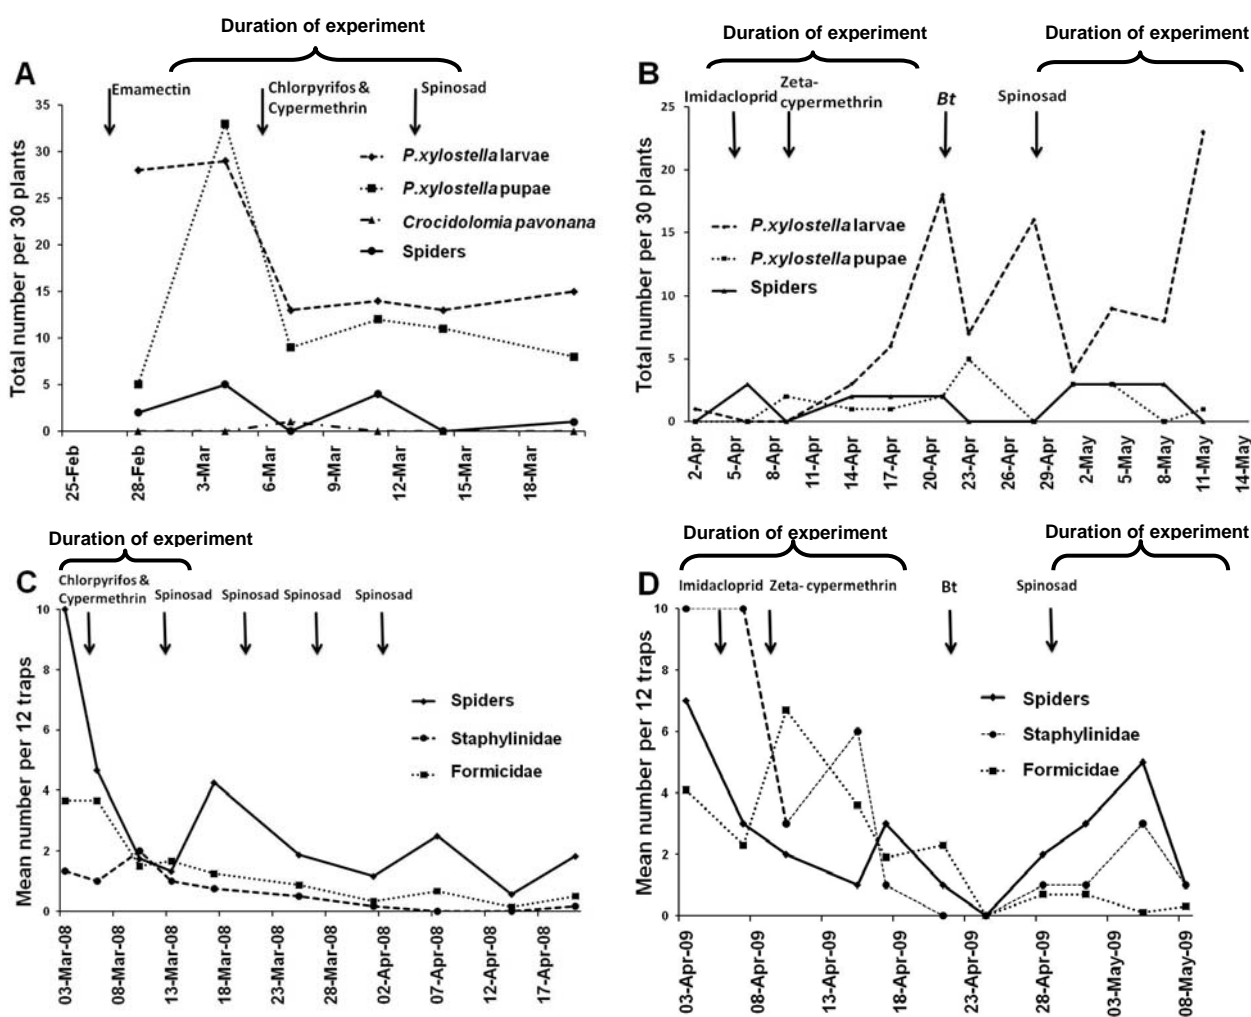 Duration of experiment
A
Emamectin
Chlorpyrifos &
Cypermethrin
Spinosad
35
30
25
20
15
10
5
0
Total number per 30 plants
P.xylostella larvae
P.xylostella pupae
Crocidolomia pavonana
Spiders
25-Feb
28-Feb
3-Mar
6-Mar
9-Mar
12-Mar
15-Mar
18-Mar
Duration of experiment
Duration of experiment
B
Imidacloprid
Zeta-
cypermethrin
Bt
Spinosad
25
20
15
10
5
0
Total number per 30 plants
P.xylostella larvae
P.xylostella pupae
Spiders
2-Apr
5-Apr
8-Apr
11-Apr
14-Apr
17-Apr
20-Apr
23-Apr
26-Apr
29-Apr
2-May
5-May
8-May
11-May
14-May
Duration of experiment
C
Chlorpyrifos &
Cypermethrin
Spinosad
Spinosad
Spinosad
Spinosad
10
8
6
4
2
0
Mean number per 12 traps
Spiders
Staphylinidae
Formicidae
03-Mar-08
08-Mar-08
13-Mar-08
18-Mar-08
23-Mar-08
28-Mar-08
02-Apr-08
07-Apr-08
12-Apr-08
17-Apr-08
Duration of experiment
Duration of experiment
D
Imidacloprid
Zeta- cypermethrin
Bt
Spinosad
10
8
6
4
2
0
Mean number per 12 traps
Spiders
Staphylinidae
Formicidae
03-Apr-09
08-Apr-09
13-Apr-09
18-Apr-09
23-Apr-09
28-Apr-09
03-May-09
08-May-09